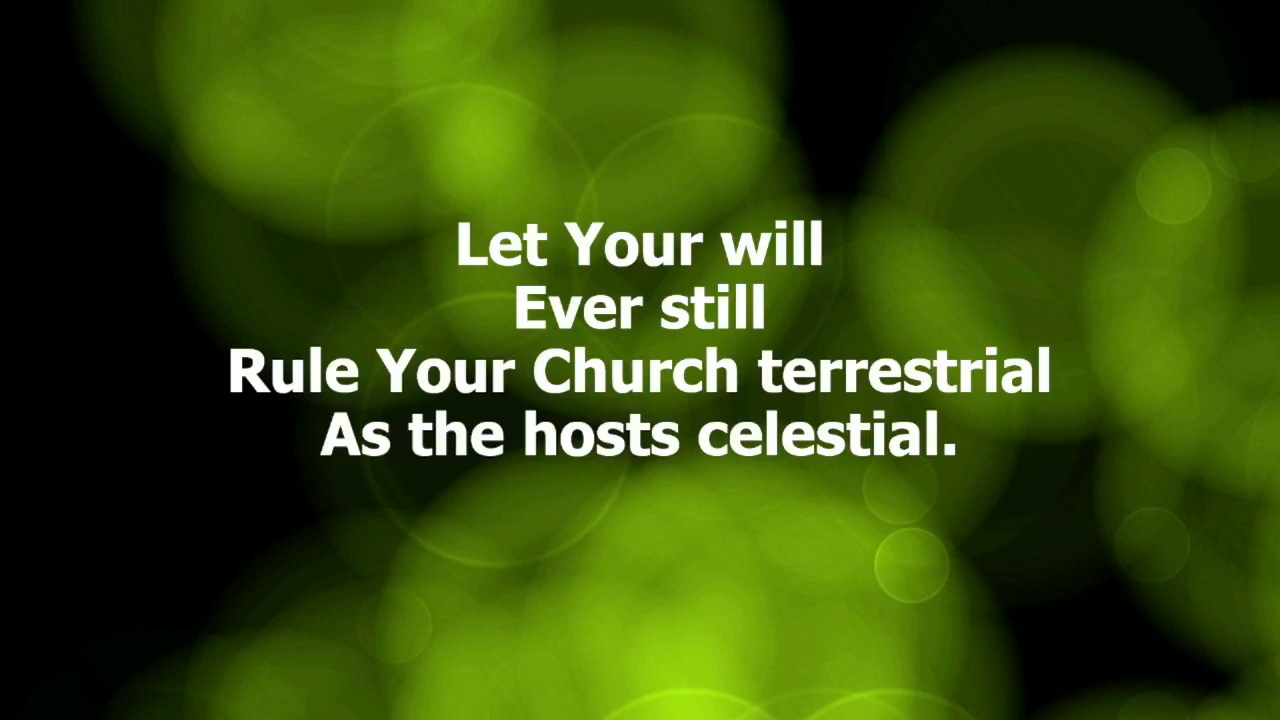 Let Your will
Ever still
Rule Your Church terrestrial
As the hosts celestial.